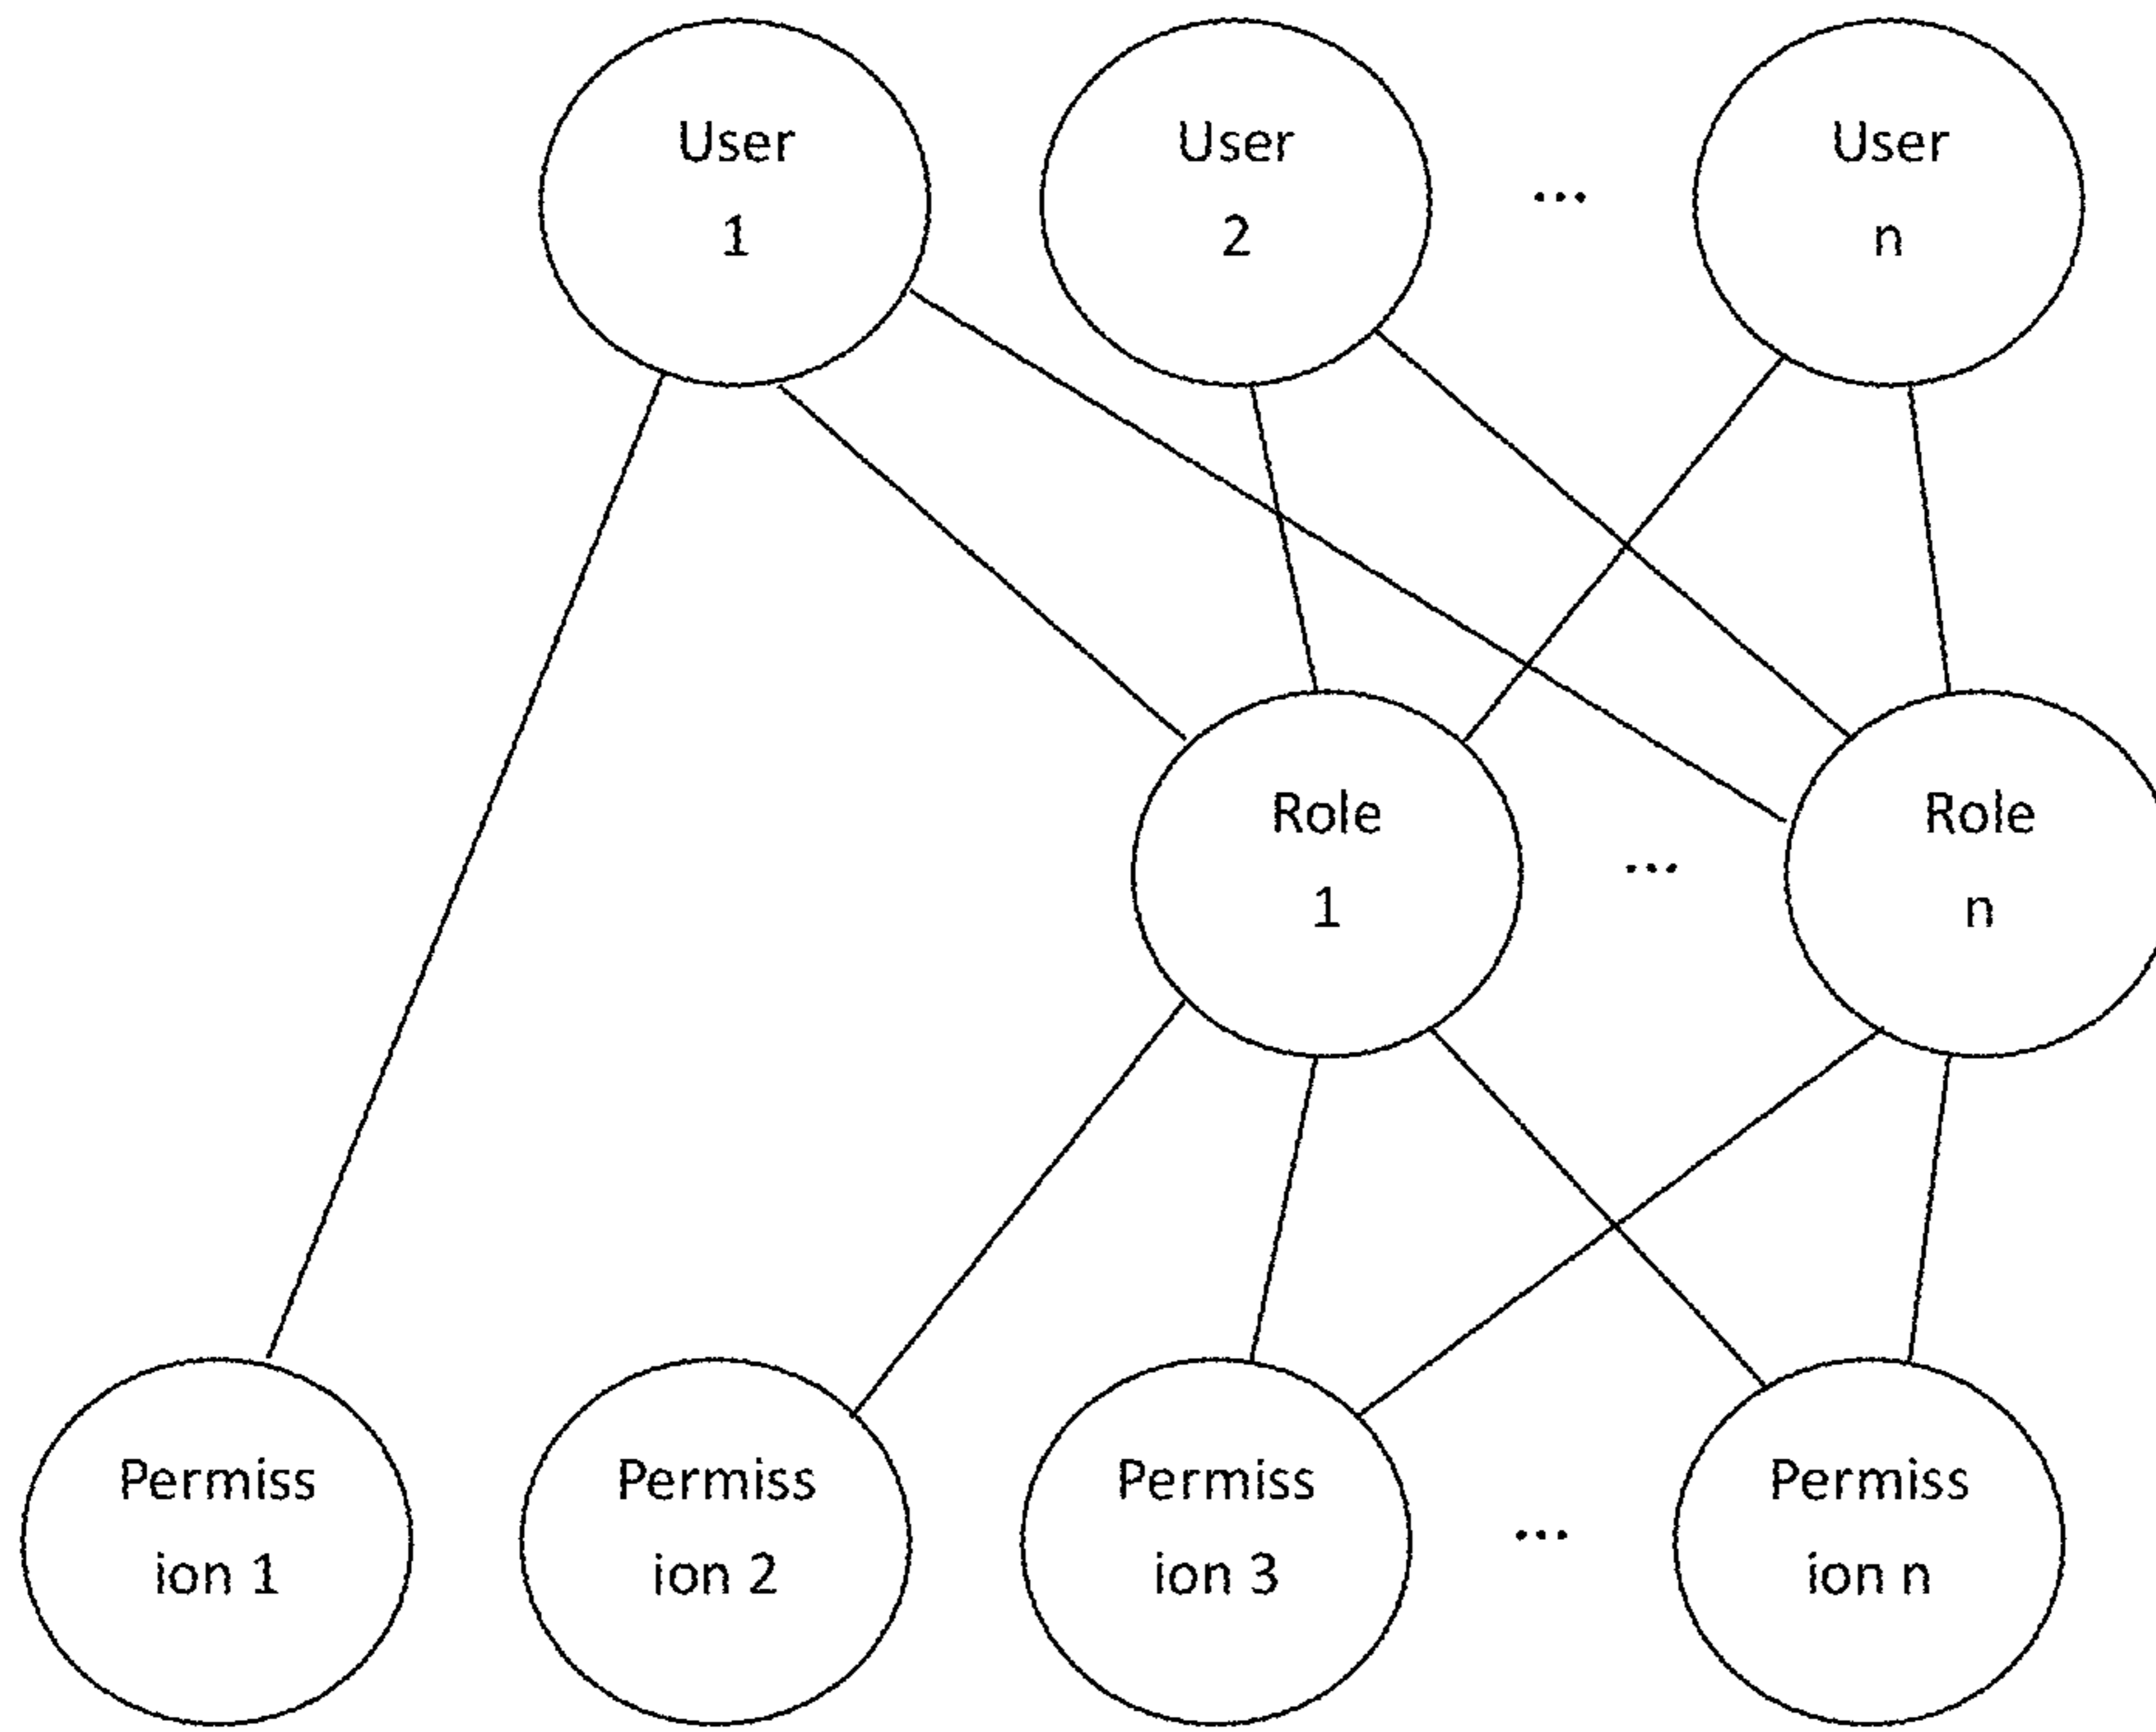 User
1
User
2
...
User
n
Role
1
...
Role
n
Permiss
ion 1
Permiss
ion 2
Permiss
ion 3
...
Permiss
ion n